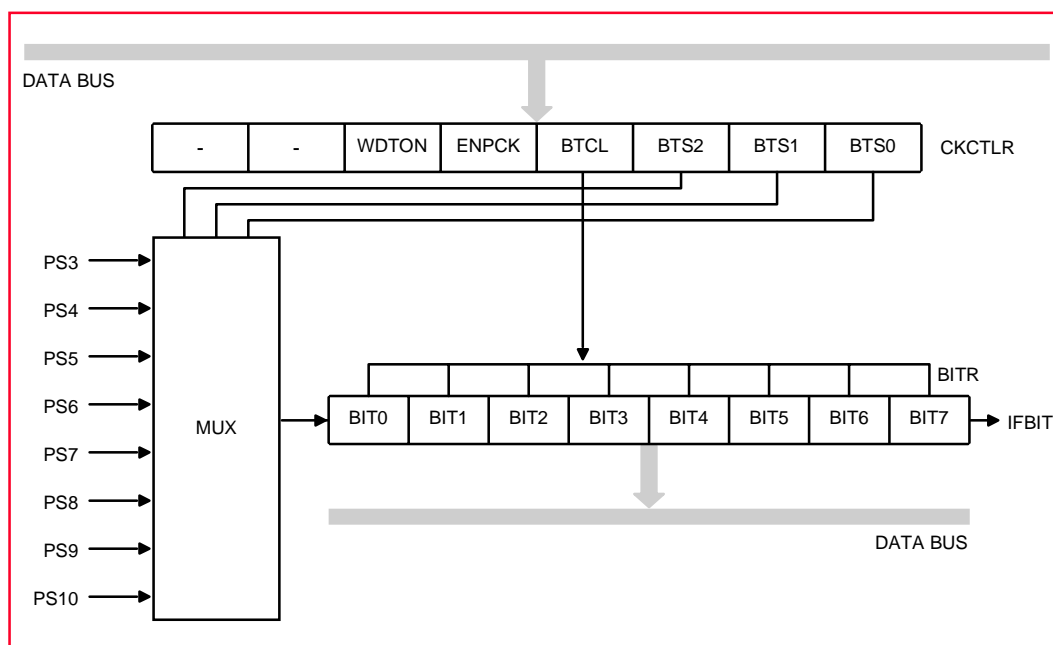 DATA BUS
- - WDTON ENPCK BTCL BTS2 BTS1 BTS0 CKCTLR
PS3
PS4
PS5
PS6
PS7
PS8
PS9
PS10
MUX
BITR
BIT0 BIT1 BIT2 BIT3 BIT4 BIT5 BIT6 BIT7 IFBIT
DATA BUS